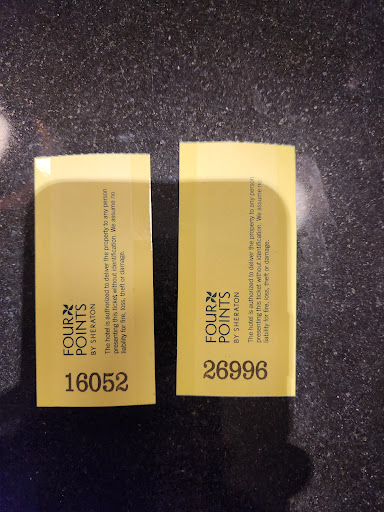 FOUR
POINTS
BY SHERATON
The hotel is authorized to deliver the property to any person
presenting this ticket without identification. We assume no
liability for fire, loss, theft or damage.
16052
FOUR
POINTS
BY SHERATON
The hotel is authorized to deliver the property to any person
presenting this ticket without identification. We assume no
liability for fire, loss, theft or damage.
26996